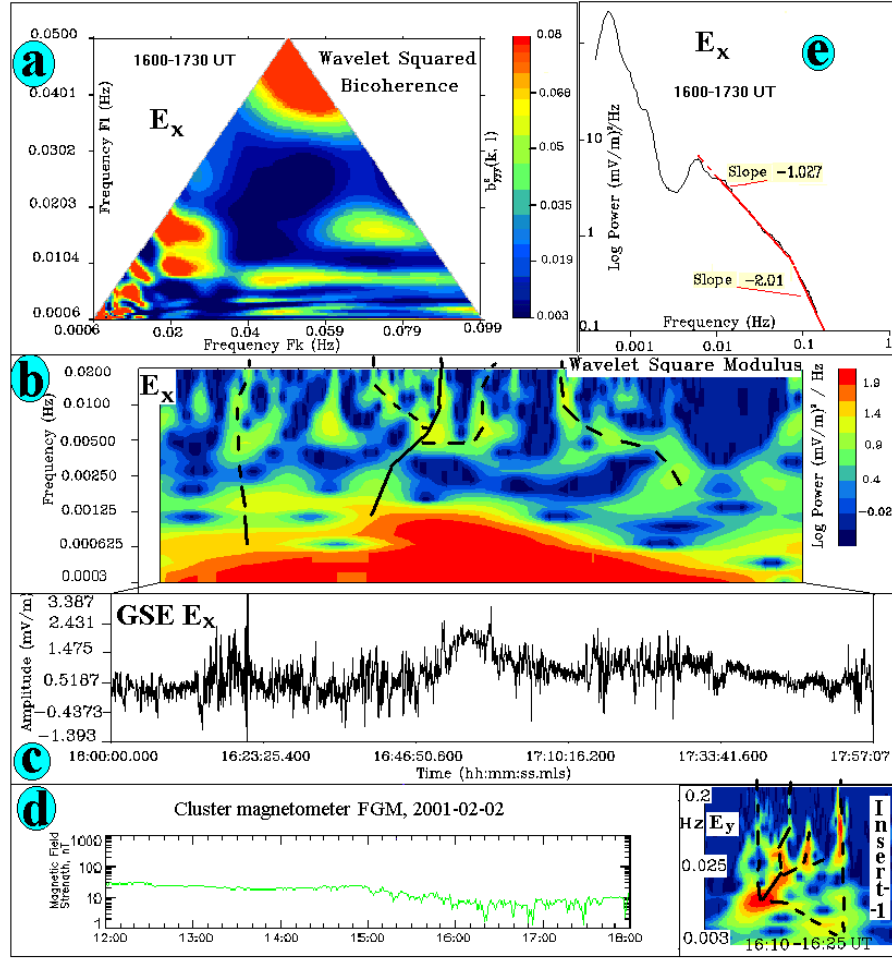 a
1600-1730 UT
Wavelet Squared
Bicoherence
E x
0.0500
0.0401
0.0302
0.0203
0.0104
0.0006
Frequency Fl (Hz)
0.0006
0.02
0.04
0.059
0.079
0.099
Frequency Fk (Hz)
0.08
0.068
0.05
0.035
0.019
0.003
e
E x
1600-1730 UT
Slope -1.027
Slope -2.01
10
1
0.1
Log Power (mV/m)²/Hz
0.001
0.01
0.1
1
Frequency (Hz)
b
E x
Wavelet Square Modulus
0.0200
0.0100
0.00500
0.00250
0.00125
0.000625
0.0003
Frequency (Hz)
Log Power (mV/m)² / Hz
1.9
1.4
0.9
0.4
-0.02
c
GSE E x
3.387
2.431
1.475
0.5187
-0.4373
-1.393
Amplitude (mV/m)
18:00:00.000
16:23:25.400
16:46:50.800
17:10:16.200
17:33:41.600
17:57:07
Time (hh:mm:ss.mls)
d
Cluster magnetometer FGM, 2001-02-02
1000
100
10
1
Magnetic Field
Strength, nT
12:00
13:00
14:00
15:00
16:00
17:00
18:00
0.2
Hz
E y
0.025
0.003
Insert-1
16:10-16:25 UT